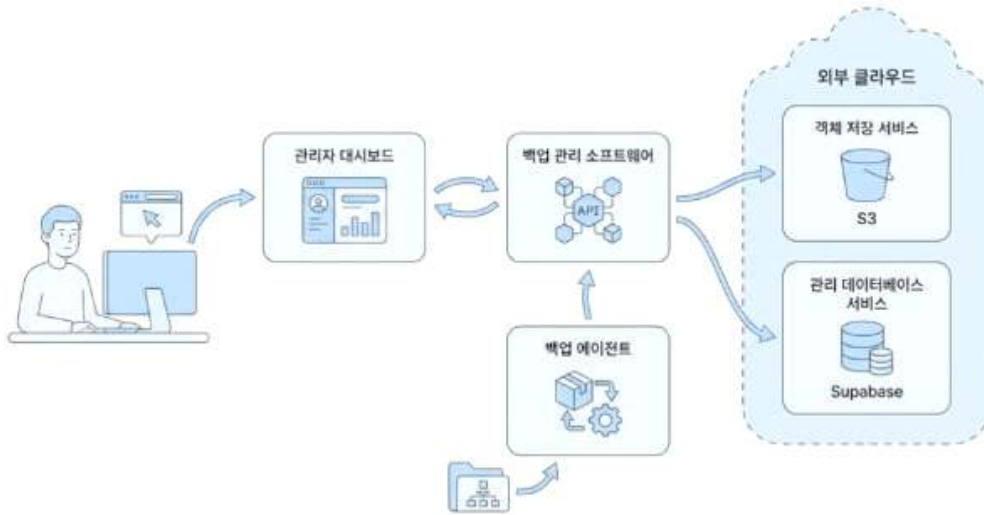 외부 클라우드
객체 저장 서비스
S3
관리자 대시보드
백업 관리 소프트웨어
API
관리 데이터베이스
서비스
Supabase
백업 에이전트